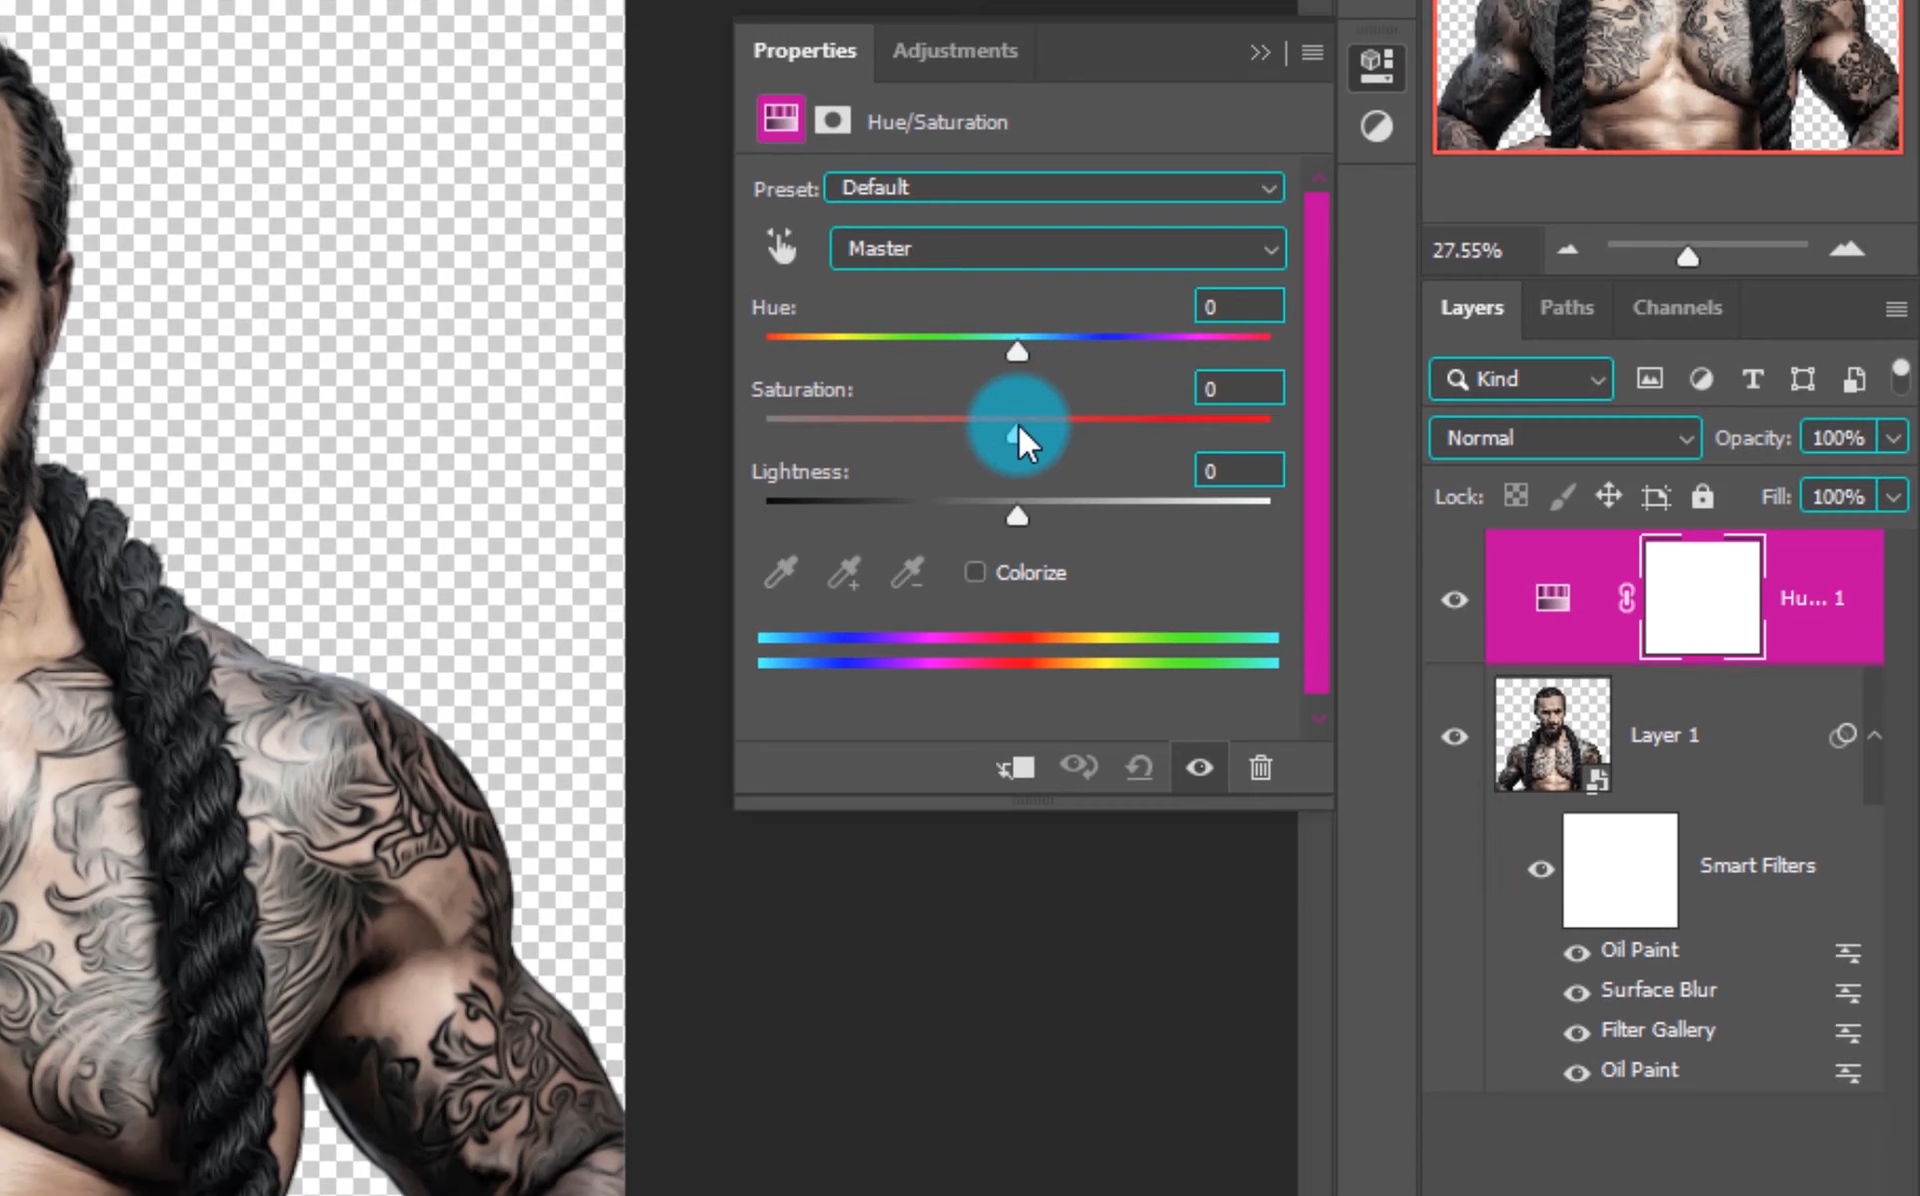 Properties
Adjustments
Hue/Saturation
Preset: Default
Master
Hue: 0
Saturation: 0
Lightness: 0
Colorize
27.55%
Layers
Paths
Channels
Kind
Normal
Opacity: 100%
Lock:
Fill: 100%
Hu... 1
Layer 1
Smart Filters
Oil Paint
Surface Blur
Filter Gallery
Oil Paint